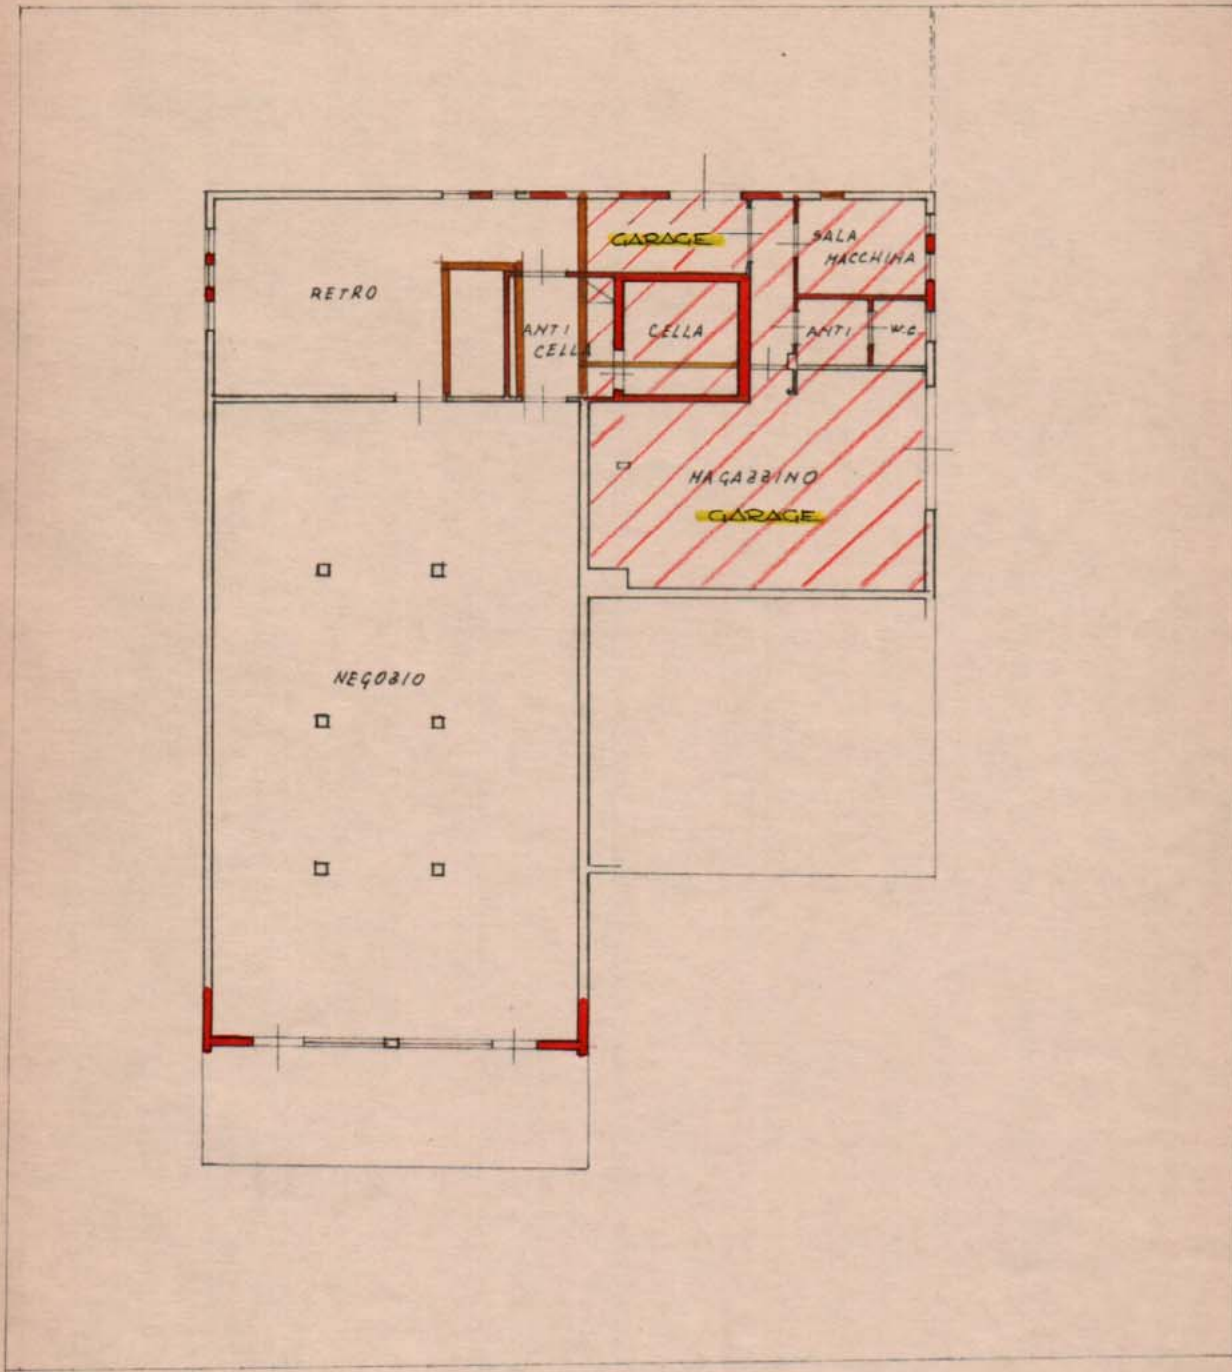 GARAGE
SALA
MACCHINA
RETRO
ANTI
CELLA
CELLA
ANTI
W.C
MAGAZZINO
GARAGE
NEGOZIO